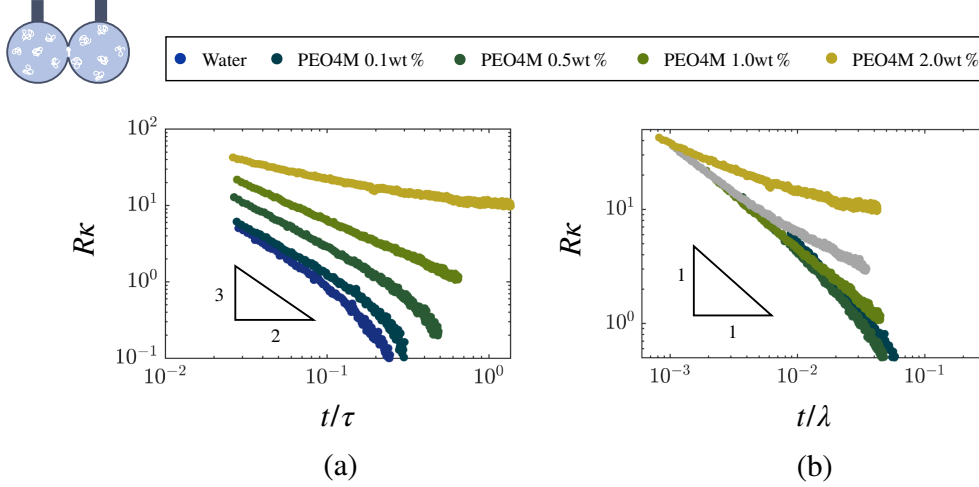 Water PEO4M 0.1wt % PEO4M 0.5wt % PEO4M 1.0wt % PEO4M 2.0wt %
10² 10¹ 10⁰ 10⁻¹
Rκ
3
2
10⁻² 10⁻¹ 10⁰
t/τ
(a)
10¹ 10⁰
Rκ
1
1
10⁻³ 10⁻² 10⁻¹
t/λ
(b)